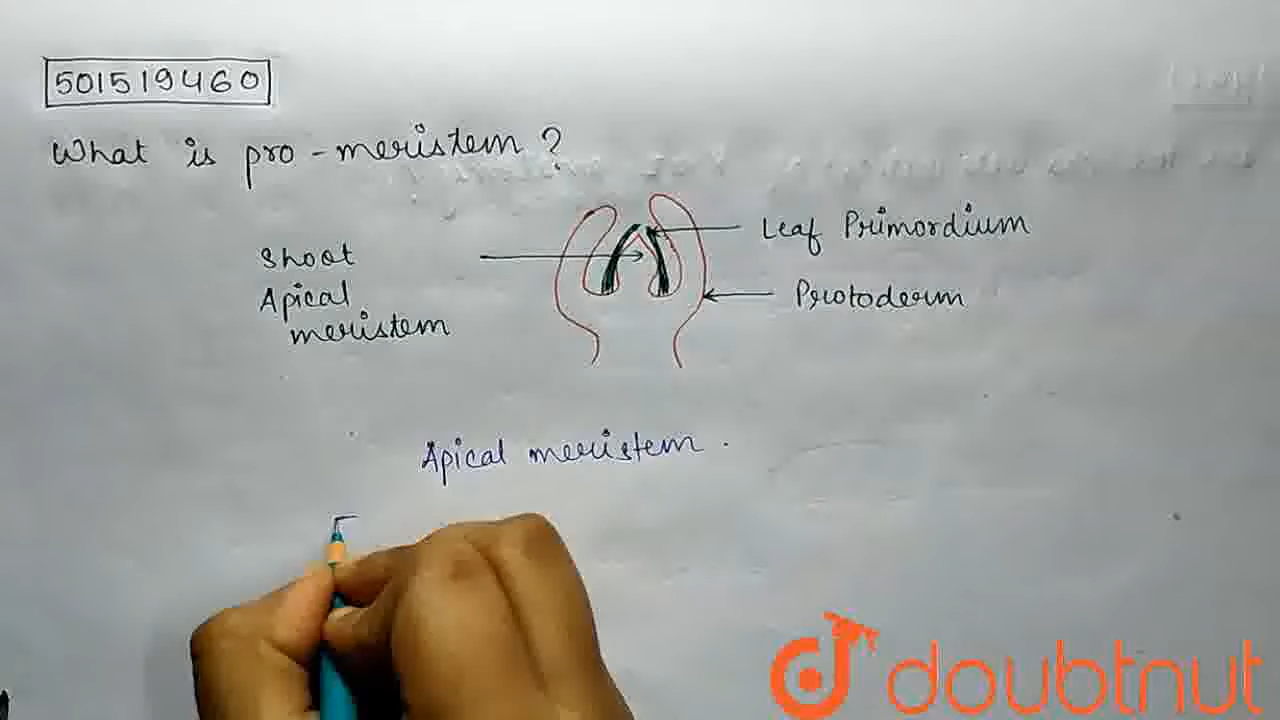 501519460
What is pro-meristem?
Leaf Primordium
Shoot
Apical
meristem
Protoderm
Apical meristem.
doubtnut